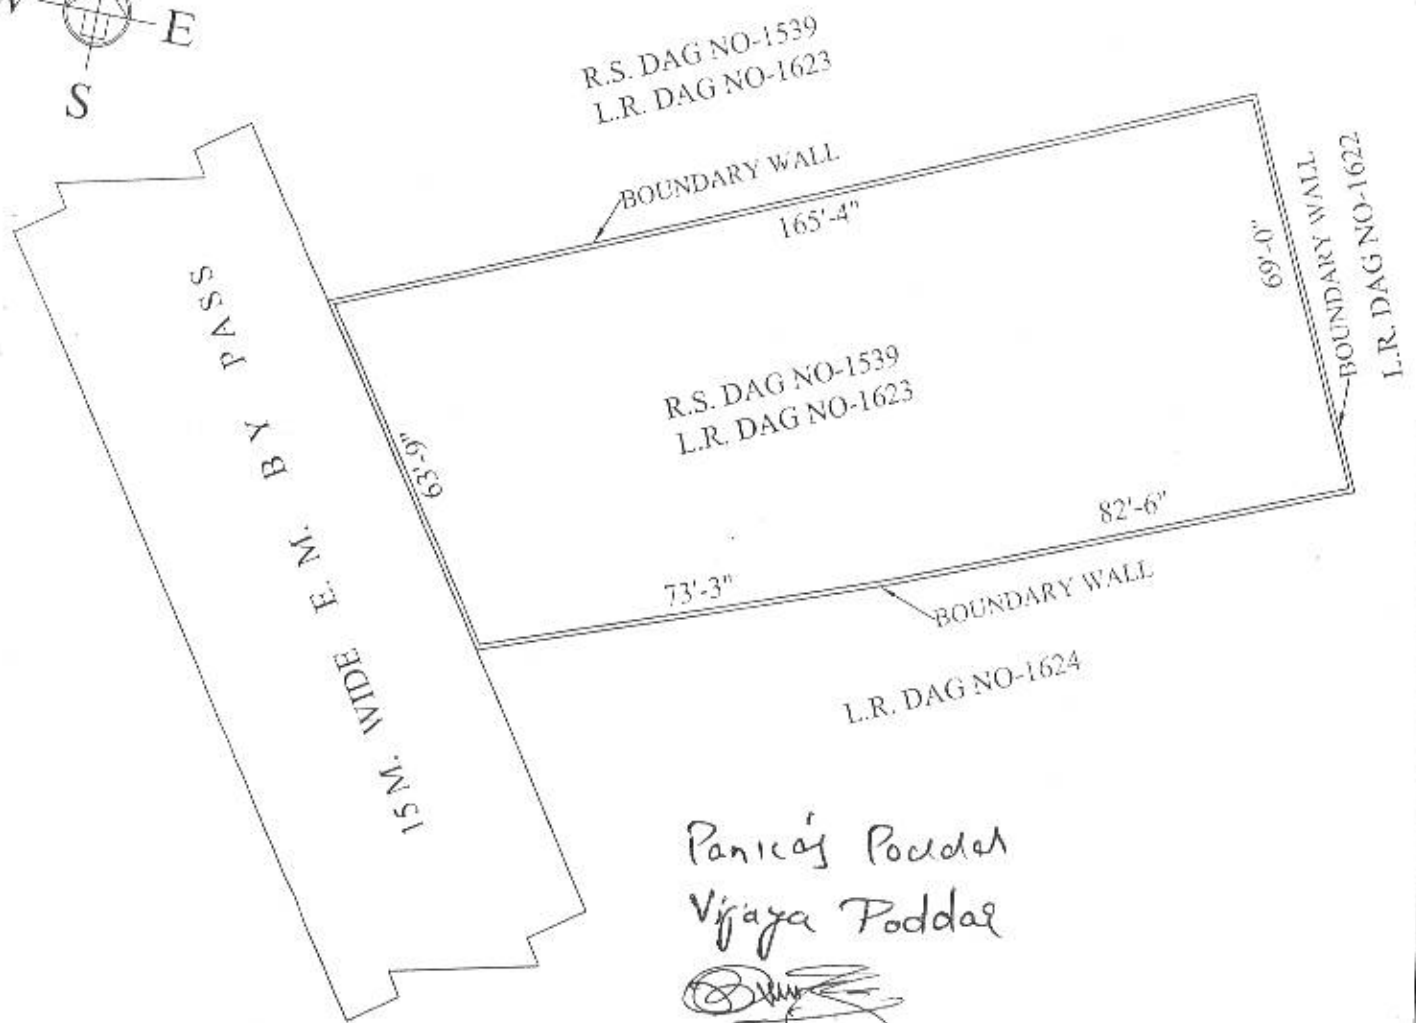 E
S
R.S. DAG NO-1539
L.R. DAG NO-1623
BOUNDARY WALL
165'-4"
69'-0"
BOUNDARY WALL
L.R. DAG NO-1622
R.S. DAG NO-1539
L.R. DAG NO-1623
63'-9"
15 M. WIDE E. M. BY PASS
82'-6"
73'-3"
BOUNDARY WALL
L.R. DAG NO-1624
Poddar
Vijaya Poddar